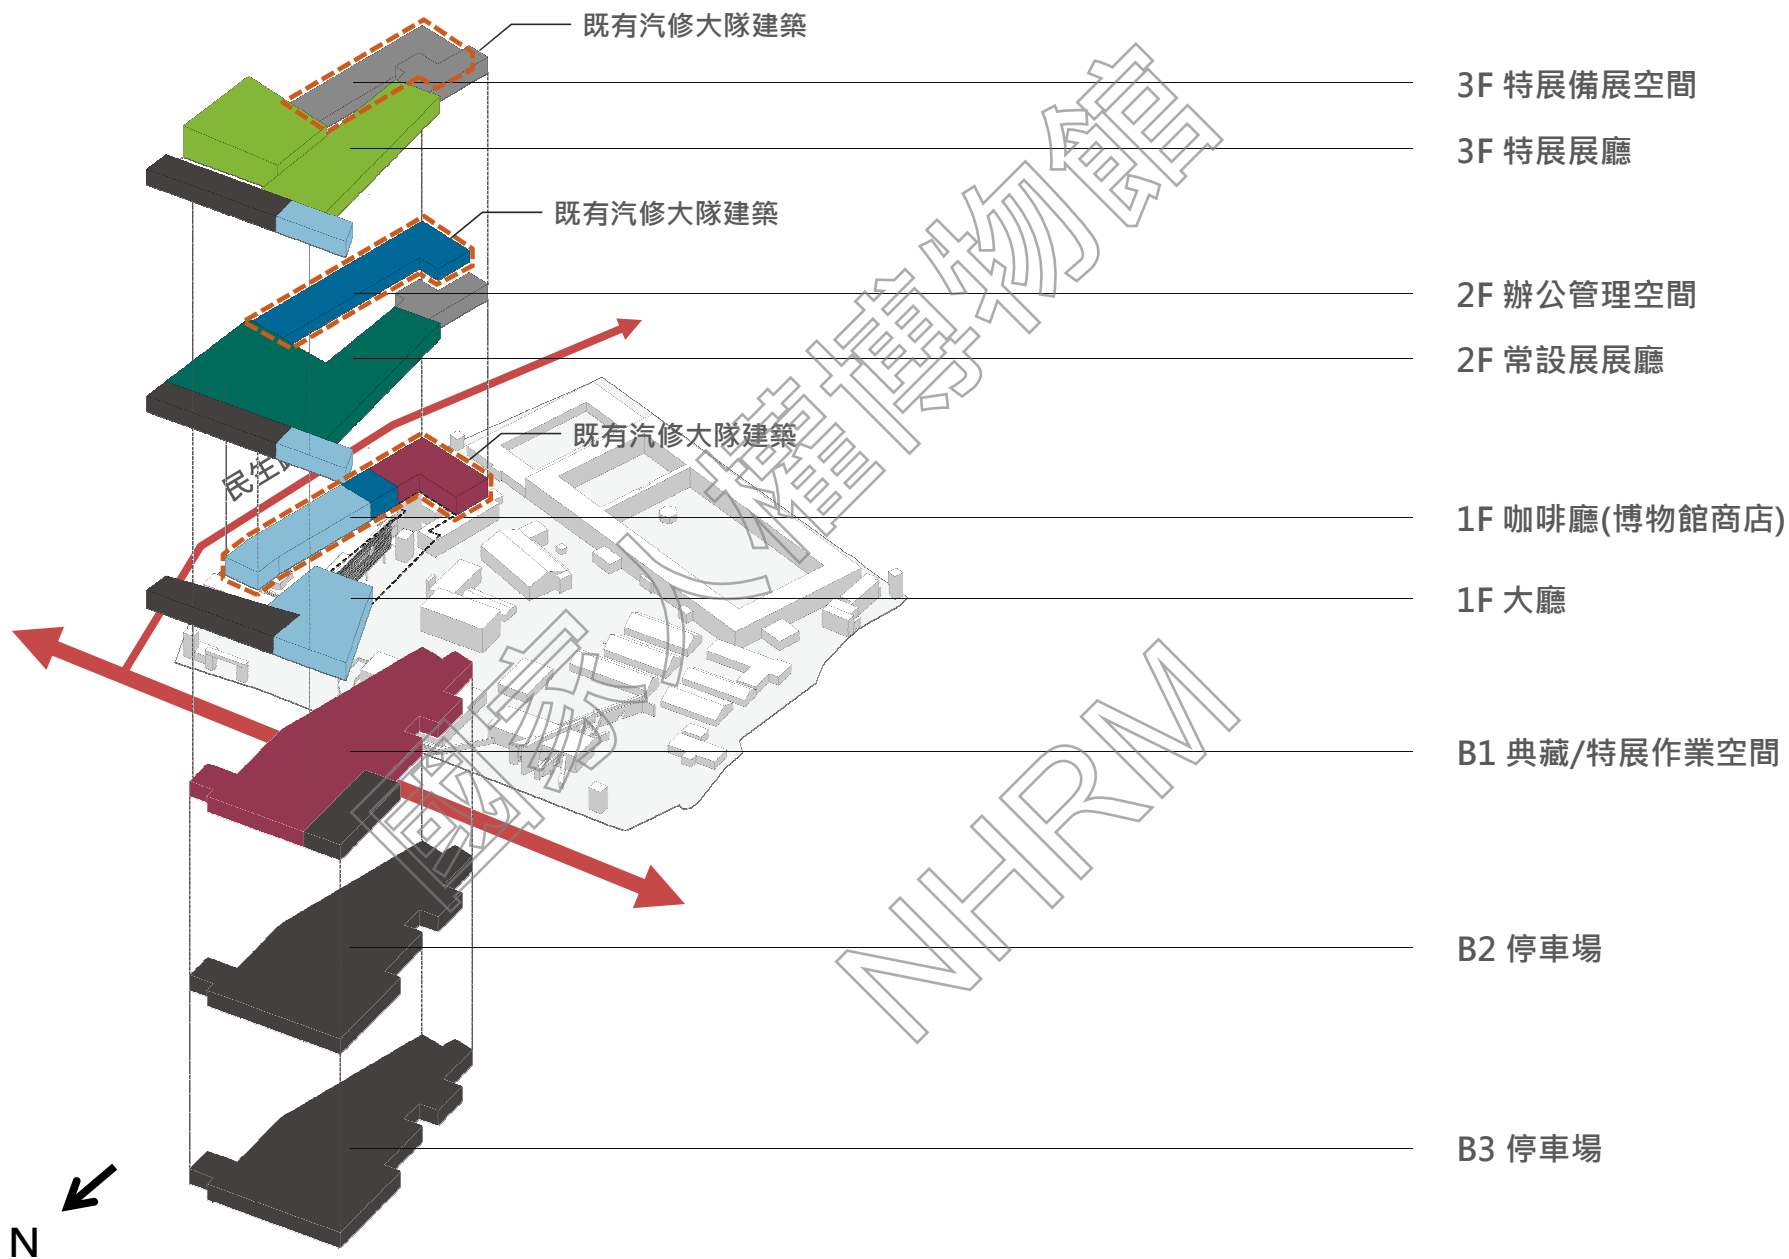 既有汽修大隊建築
3F 特展備展空間
3F 特展展廳
既有汽修大隊建築
2F 辦公管理空間
2F 常設展展廳
既有汽修大隊建築
民生
1F 咖啡廳(博物館商店)
1F 大廳
B1 典藏/特展作業空間
B2 停車場
B3 停車場
N
國家人權博物館
NHRM